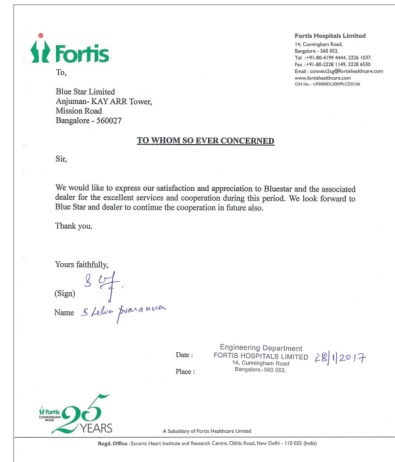 Fortis
Fortis Hospitals Limited
14, Cunningham Road,
Bangalore - 560 052.
Tel : +91-80-4199 4444, 2226 1037.
Fax : +91-80-2228 1149, 2228 6530
www.fortishealthcare.com
To,
Blue Star Limited
Anjuman- KAY ARR Tower,
Mission Road
Bangalore - 560027
TO WHOM SO EVER CONCERNED
Sir,
We would like to express our satisfaction and appreciation to Bluestar and the associated
dealer for the excellent services and cooperation during this period. We look forward to
Blue Star and dealer to continue the cooperation in future also.
Thank you.
Yours faithfully,
(Sign)
Name S
Date :
Place :
Engineering Department
FORTIS HOSPITALS LIMITED
14, Cunningham Road
Bangalore-560 052.
28/1/2017
Fortis
CUNNINGHAM ROAD
25
YEARS
A Subsidiary of Fortis Healthcare Limited
Regd. Office : Escorts Heart Institute and Research Centre, Okhla Road, New Delhi - 110 025 (India)